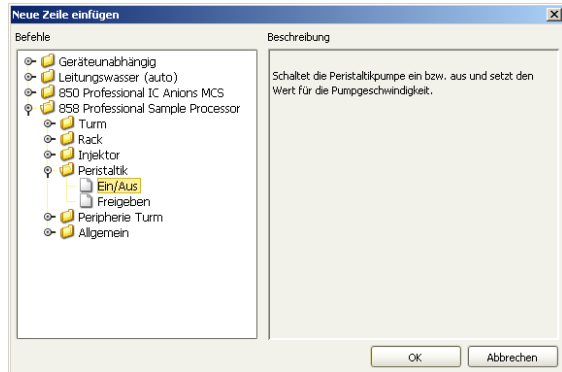 Neue Zeile einfügen
Befehle
Geräteunabhängig
Leitungswasser (auto)
850 Professional IC Anions MCS
858 Professional Sample Processor
Turm
Rack
Injektor
Peristaltik
Ein/Aus
Freigeben
Peripherie Turm
Allgemein
Beschreibung
Schaltet die Peristaltikpumpe ein bzw. aus und setzt den
Wert für die Pumpgeschwindigkeit.
OK
Abbrechen